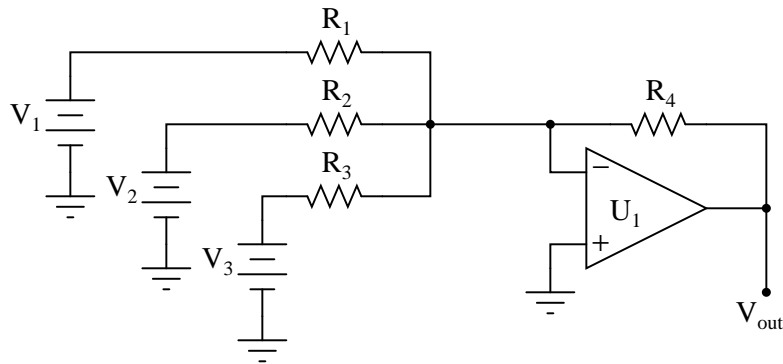 R₁
V₁
R₂
R₄
V₂
R₃
−
U₁
V₃
+
Vout